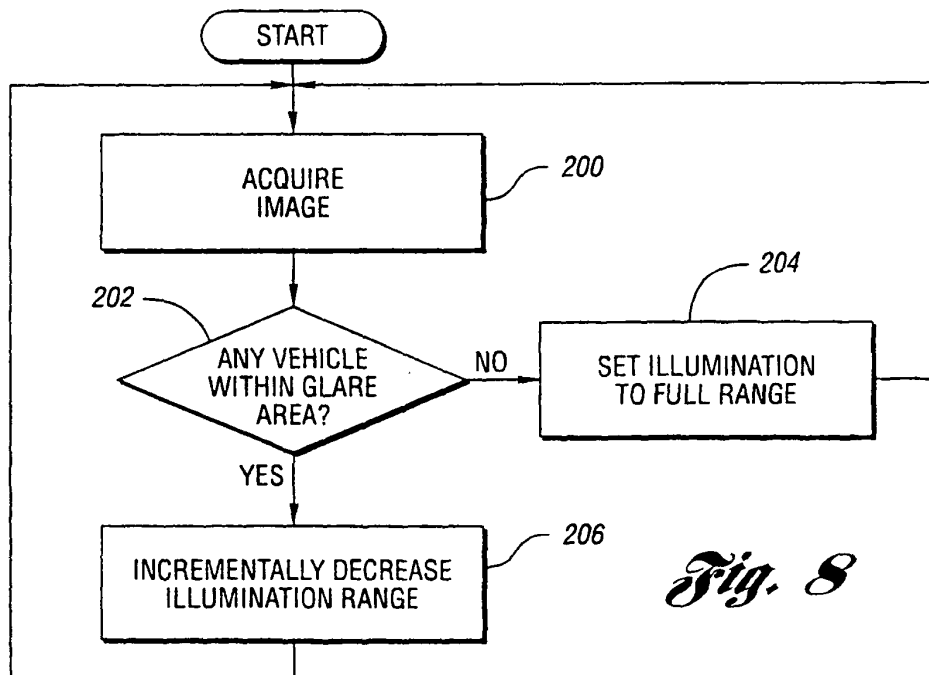 START
ACQUIRE
IMAGE
200
202
ANY VEHICLE
WITHIN GLARE
AREA?
NO
204
SET ILLUMINATION
TO FULL RANGE
YES
206
INCREMENTALLY DECREASE
ILLUMINATION RANGE
Fig. 8